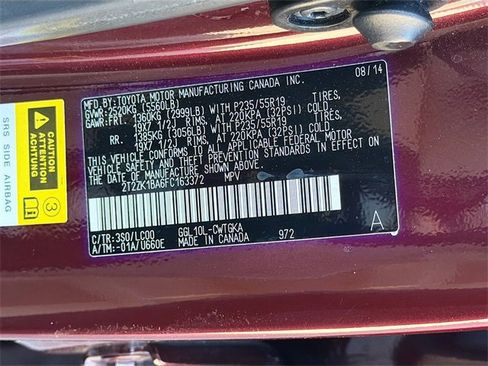 MFD BY: TOYOTA MOTOR MANUFACTURING CANADA INC. 08/14
GVWR: 2520KG (5560LB)
GAWR: FRT. 1360KG (2999LB) WITH P235/55R19 TIRES,
19X7 1/2J RIMS, AT 220KPA (32PSI) COLD.
RR. 1385KG (3056LB) WITH P235/55R19 TIRES,
19X7 1/2J RIMS, AT 220KPA (32PSI) COLD.
THIS VEHICLE CONFORMS TO ALL APPLICABLE FEDERAL MOTOR
VEHICLE SAFETY AND THEFT PREVENTION STANDARDS IN EFFECT ON
THE DATE OF MANUFACTURE SHOWN ABOVE.
2T2ZK1BA6FC163372 MPV
C/TR: 3S0/LC00 GGL10L-CWTGKA A
A/TM: -01A/U660E MADE IN CANADA 972
SRS SIDE AIRBAG
CAUTION
ATTENTION
ACHTUNG
3